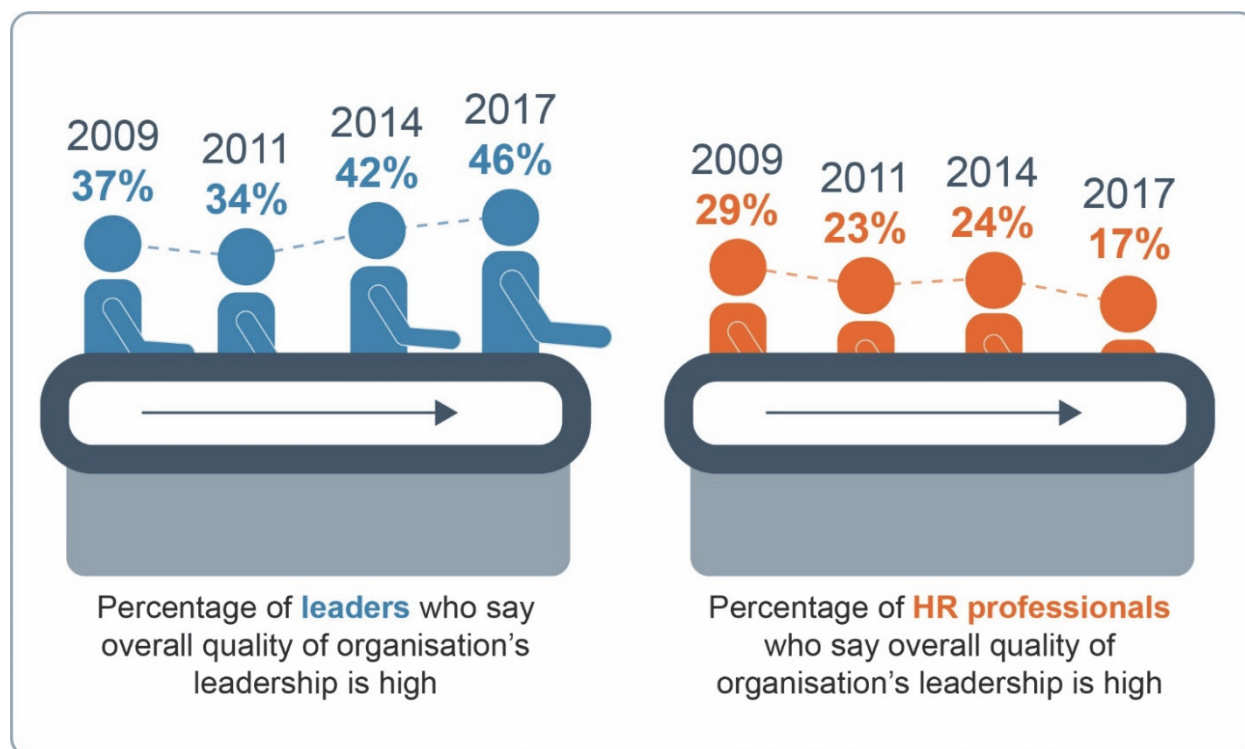 2009
37%
2011
34%
2014
42%
2017
46%
Percentage of leaders who say
overall quality of organisation's
leadership is high
2009
29%
2011
23%
2014
24%
2017
17%
Percentage of HR professionals
who say overall quality of
organisation's leadership is high